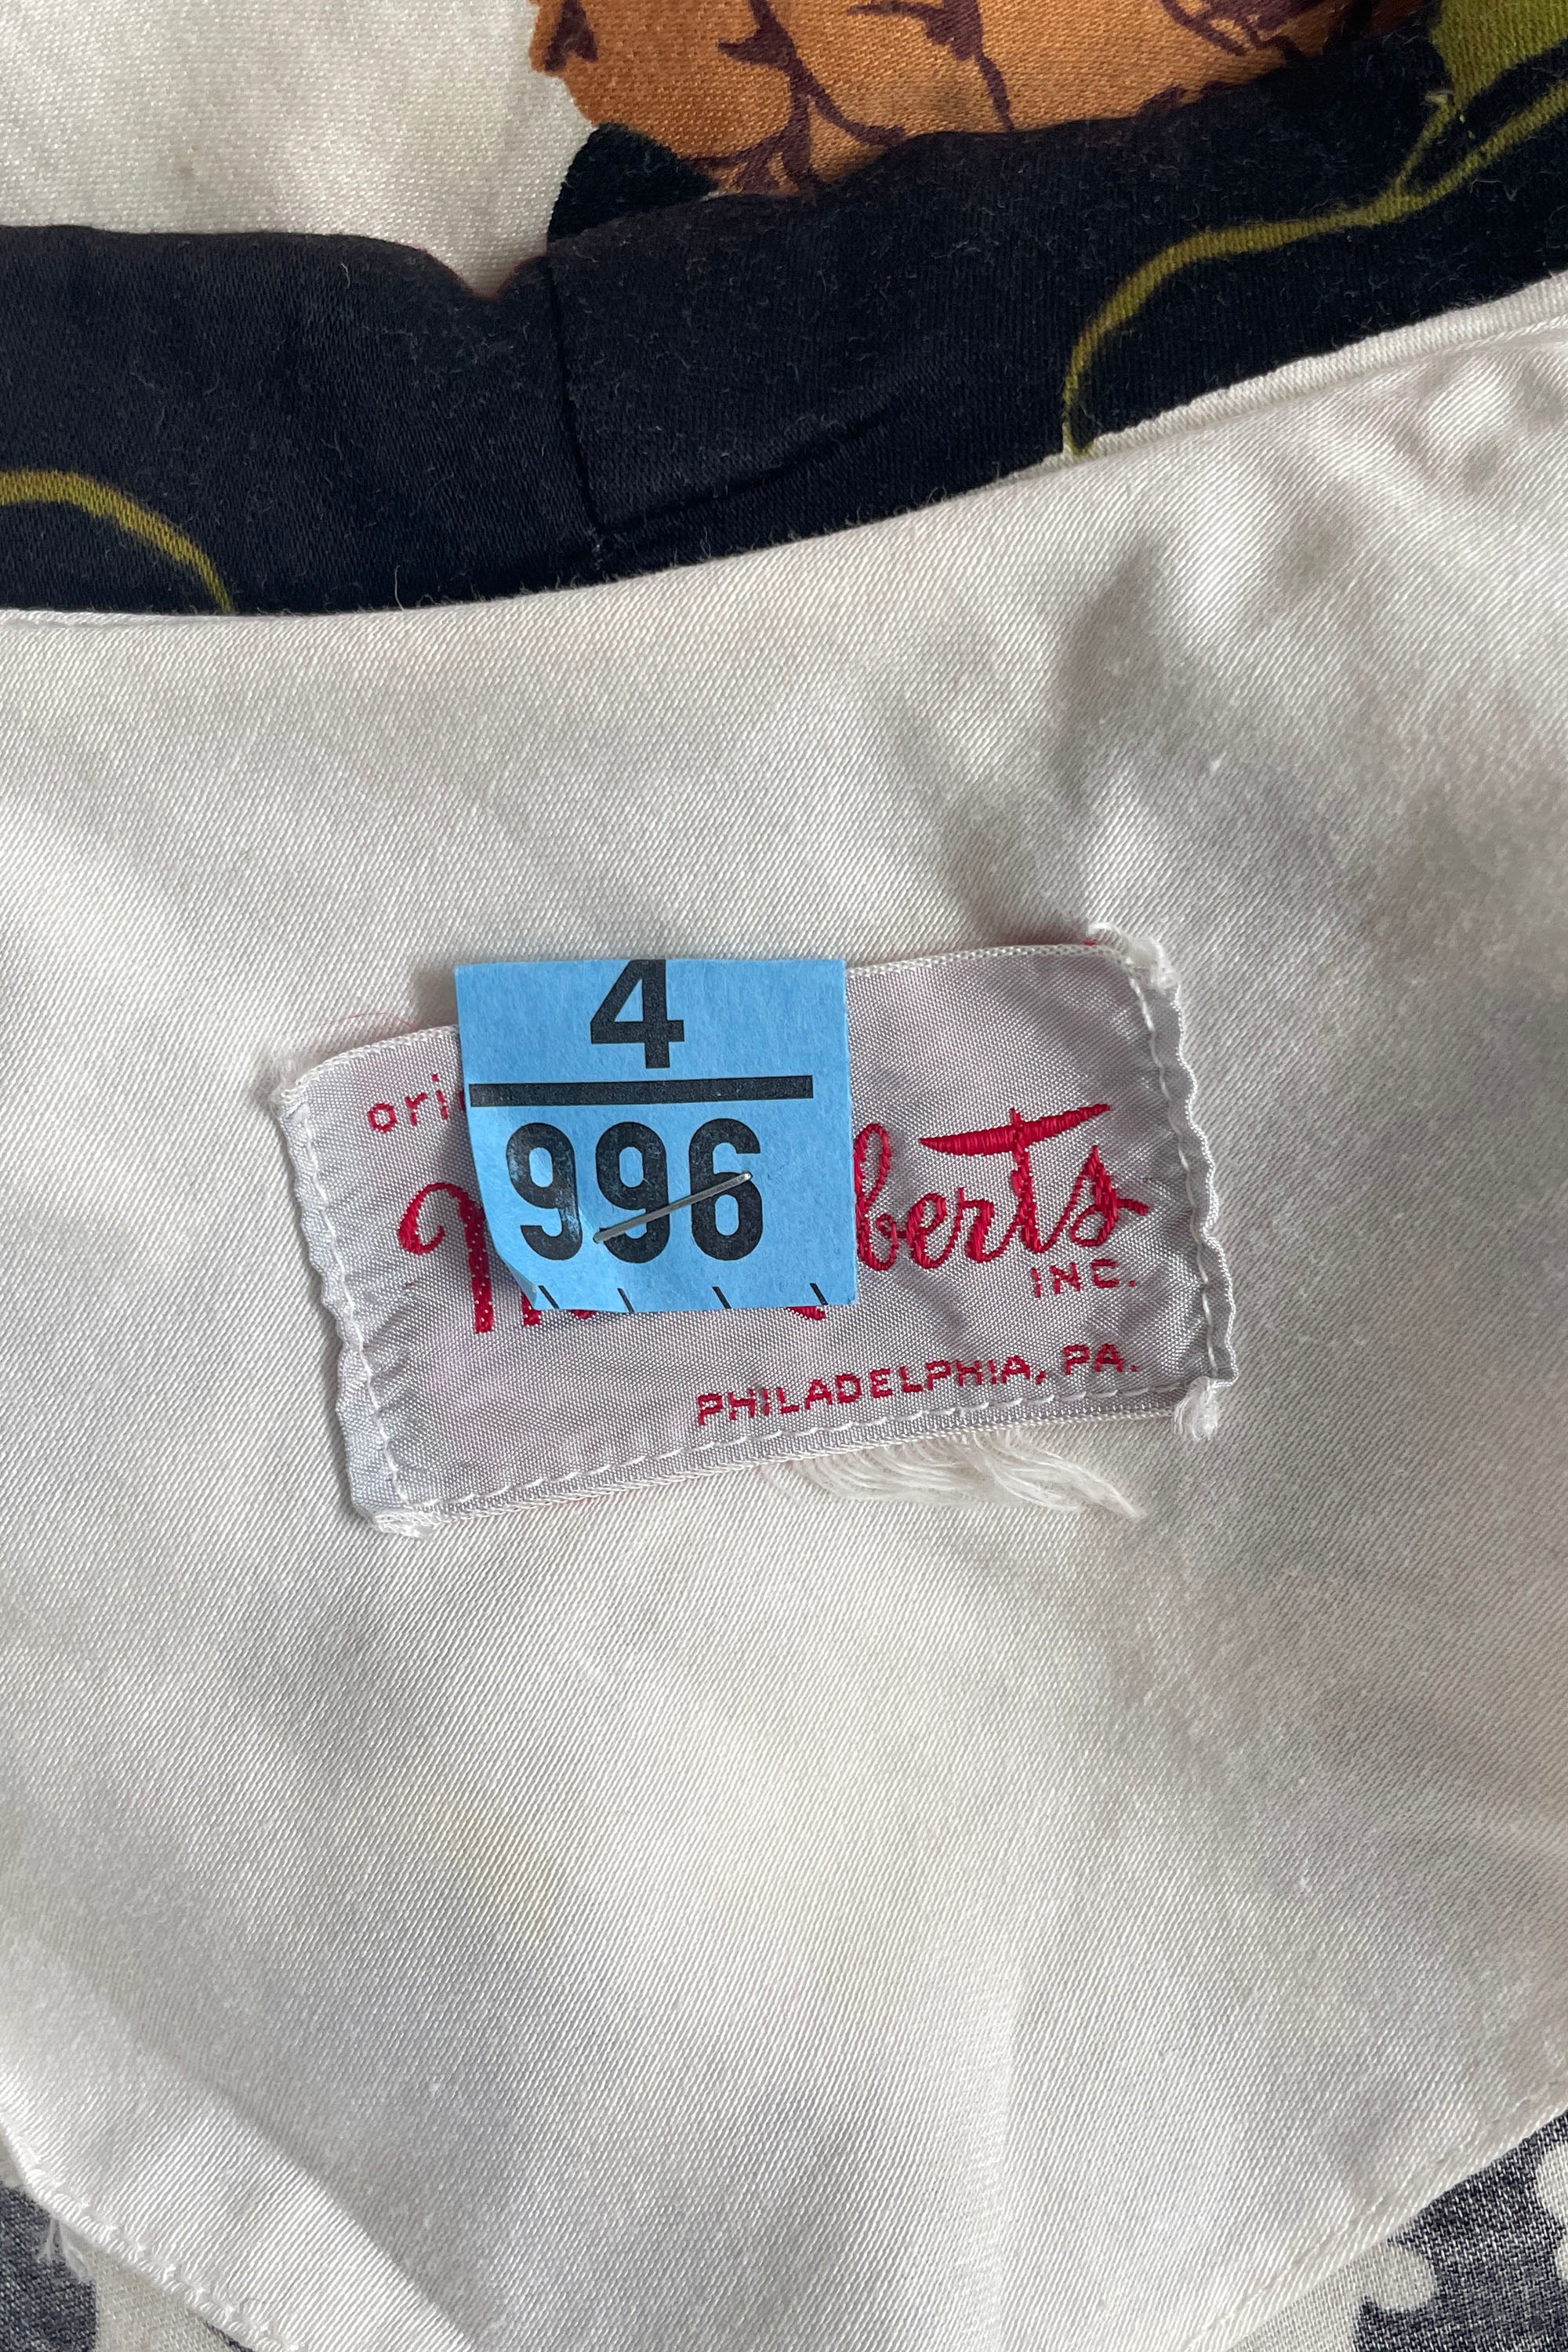 4
996
ori
berts
INC.
PHILADELPHIA, PA.